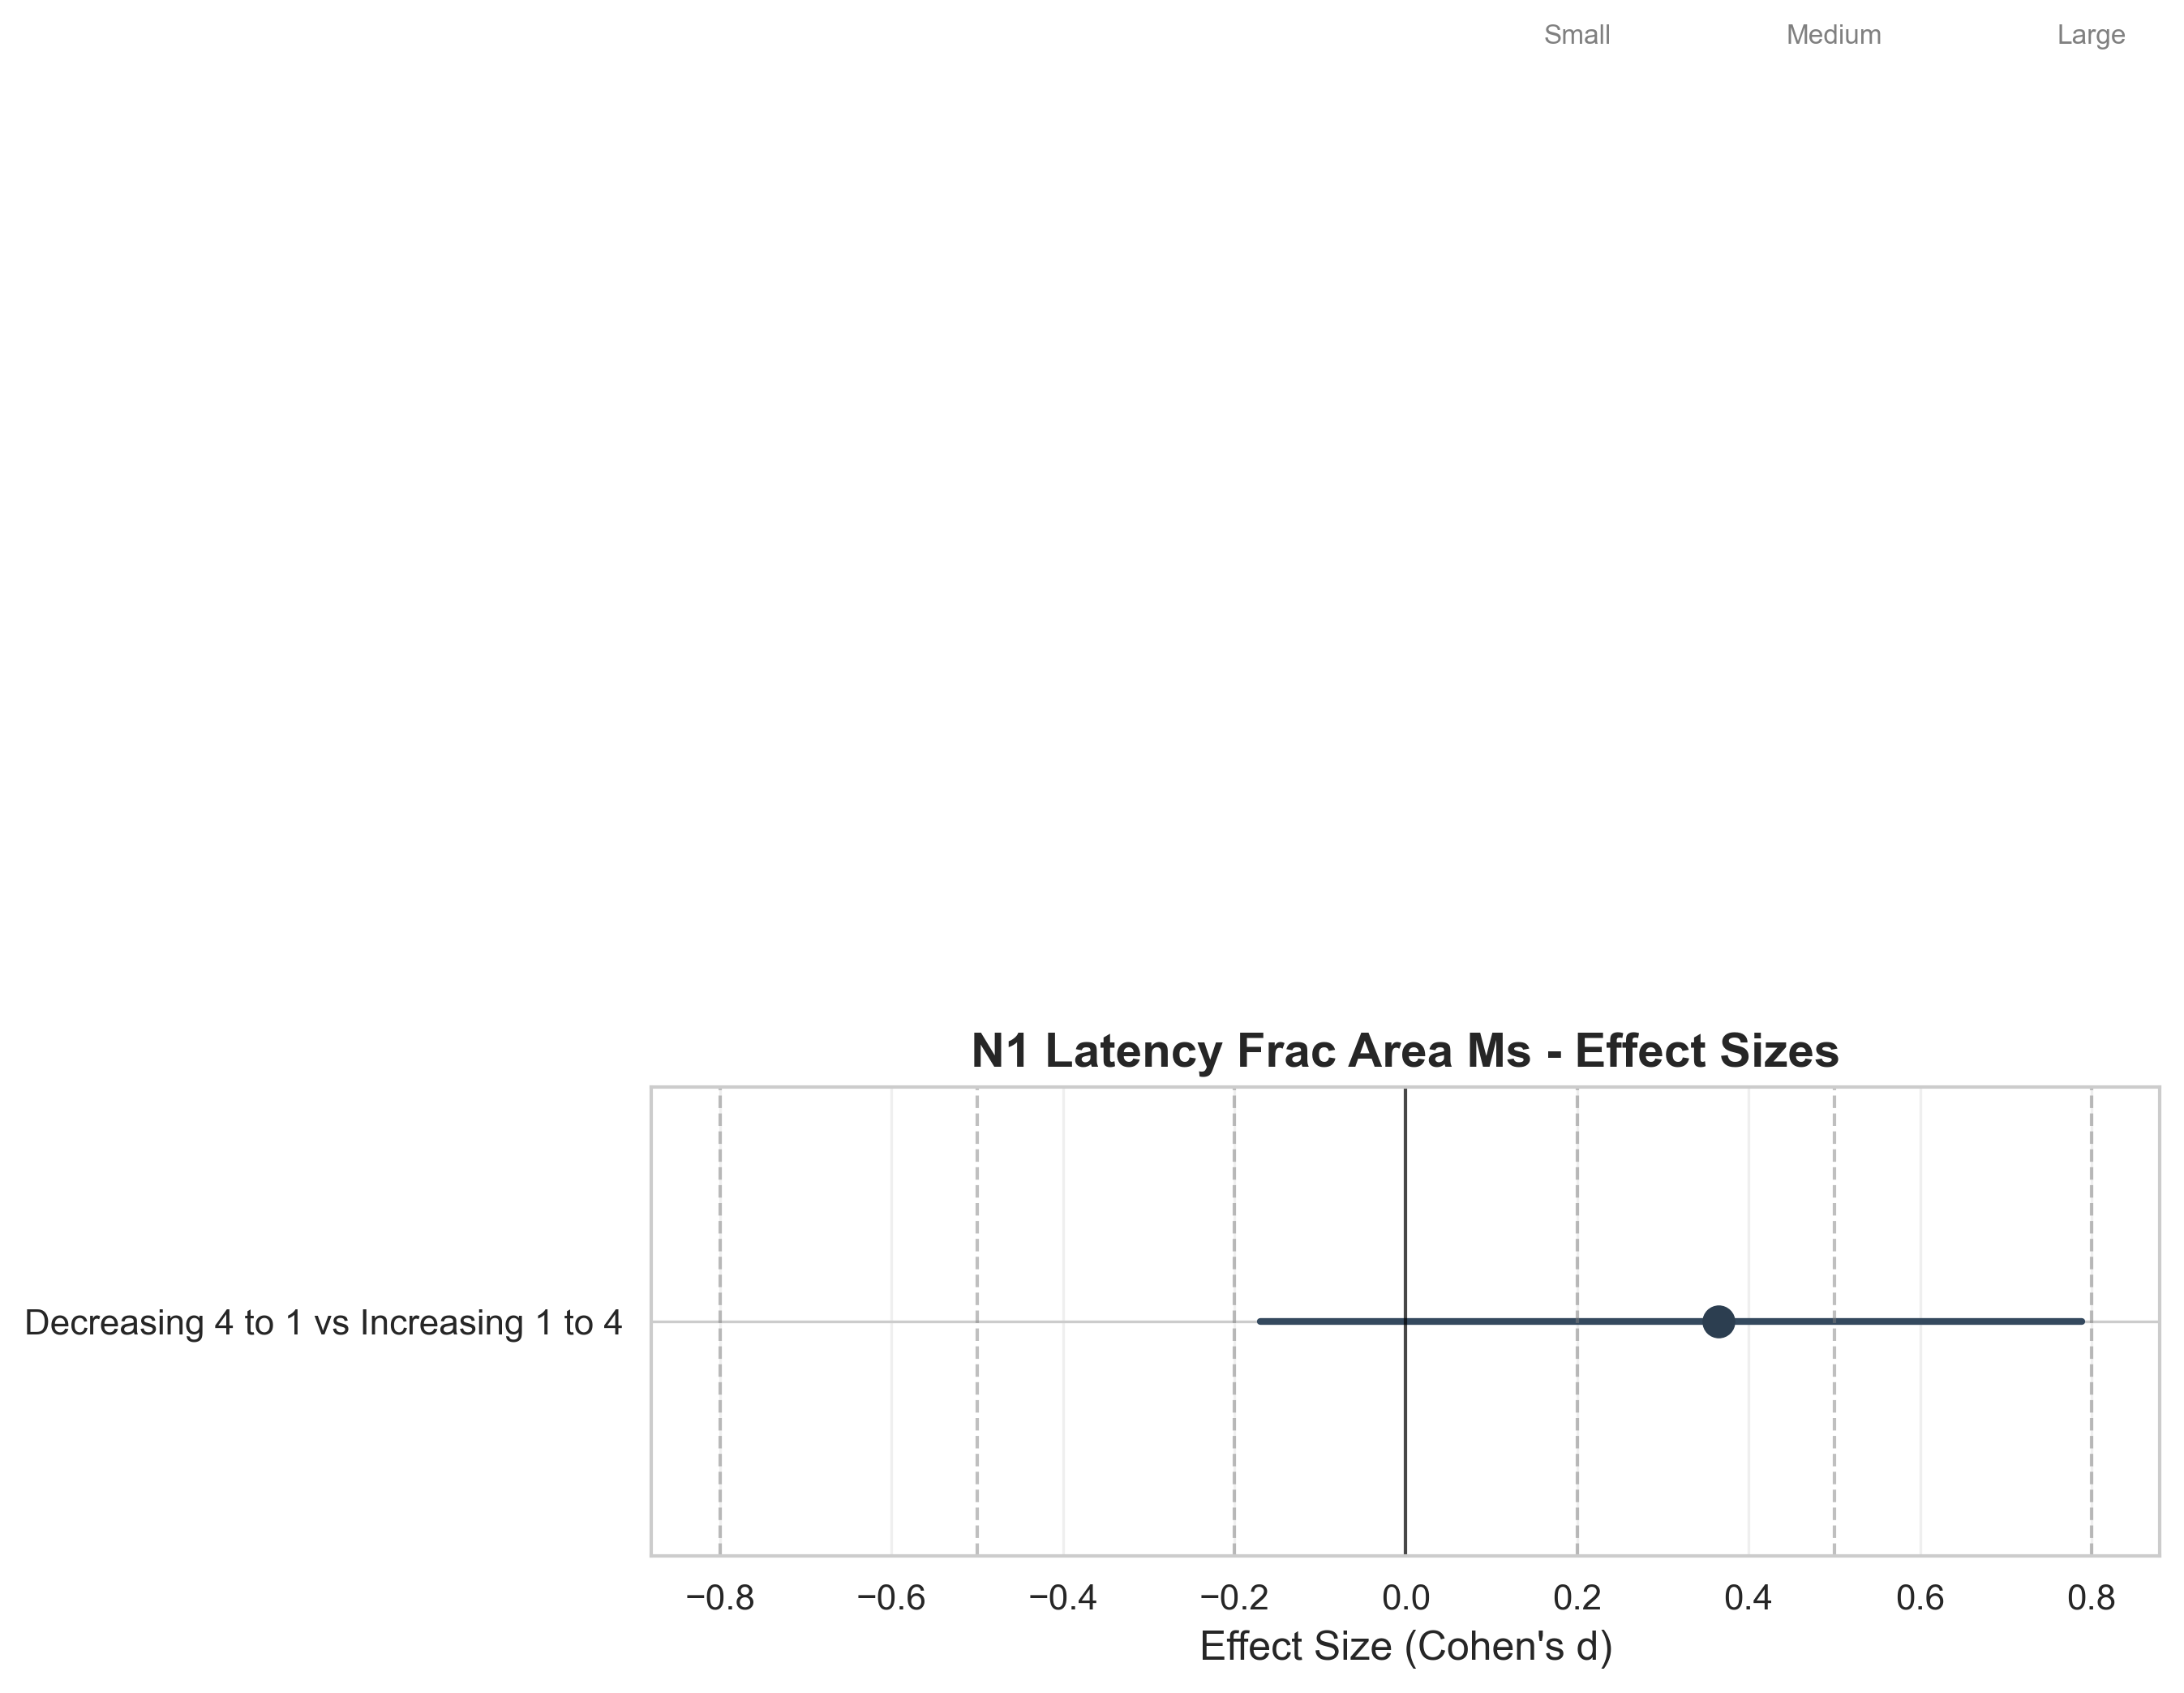 Small Medium Large
N1 Latency Frac Area Ms - Effect Sizes
Decreasing 4 to 1 vs Increasing 1 to 4
−0.8 −0.6 −0.4 −0.2 0.0 0.2 0.4 0.6 0.8
Effect Size (Cohen's d)